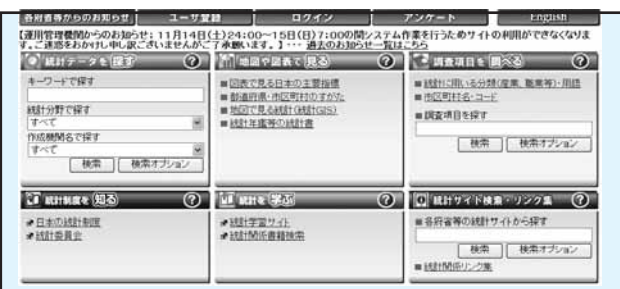 各府省等からのお知らせ ユーザ登録 ログイン アンケート English
【運用管理機関からのお知らせ：11月14日(土)24:00～15日(日)7:00の間システム作業を行うためサイトの利用ができなくなります。ご迷惑をおかけし申し訳ございませんがご了承願います。】・・・ 過去のお知らせ一覧はこちら
統計データを 探す ?
キーワードで探す
統計分野で探す
すべて
作成機関名で探す
すべて
検索 検索オプション
地図や図表で 見る ?
図表で見る日本の主要指標
都道府県・市区町村のすがた
地図で見る統計(統計GIS)
統計年鑑等の統計書
調査項目を 調べる ?
統計に用いる分類(産業、職業等)・用語
市区町村名・コード
調査項目を探す
検索 検索オプション
統計制度を 知る ?
日本の統計制度
統計委員会
統計を 学ぶ ?
統計学習サイト
統計関係書籍検索
統計サイト検索・リンク集 ?
各府省等の統計サイトから探す
検索 検索オプション
統計関係リンク集